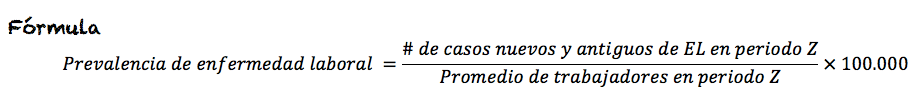 Fórmula
Prevalencia de enfermedad laboral = # de casos nuevos y antiguos de EL en periodo Z
Promedio de trabajadores en periodo Z × 100.000